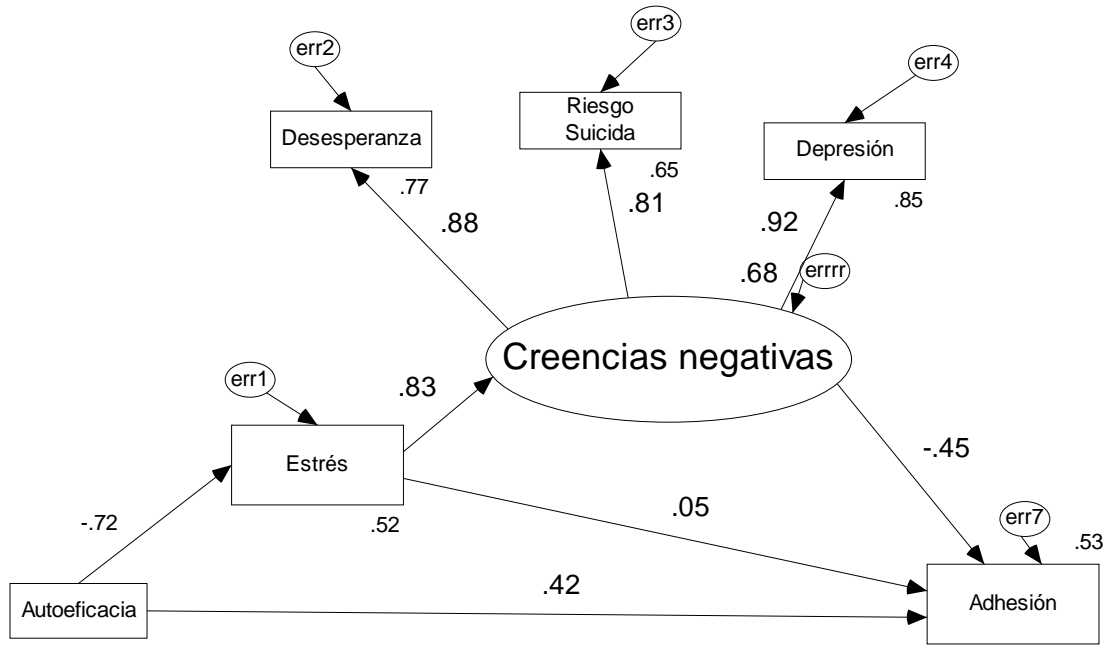 err3
err2
err4
Riesgo
Suicida
Desesperanza
Depresión
.77
.65
.85
.88
.81
.92
.68
errrr
Creencias negativas
err1
.83
Estrés
-.45
-.72
.52
.05
err7
.53
.42
Autoeficacia
Adhesión